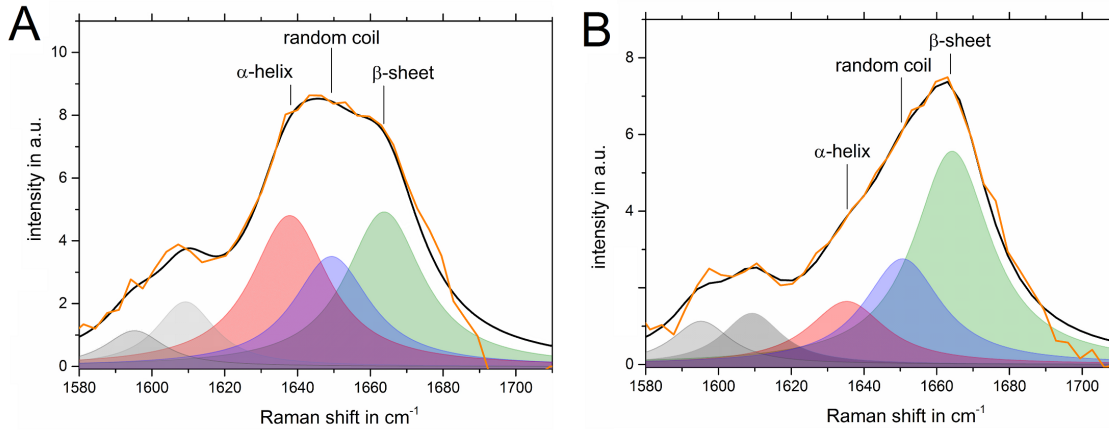 A
random coil
α-helix
β-sheet
10
8
6
4
2
0
intensity in a.u.
1580 1600 1620 1640 1660 1680 1700
Raman shift in cm-1
B
β-sheet
random coil
α-helix
8
6
4
2
0
intensity in a.u.
1580 1600 1620 1640 1660 1680 1700
Raman shift in cm-1